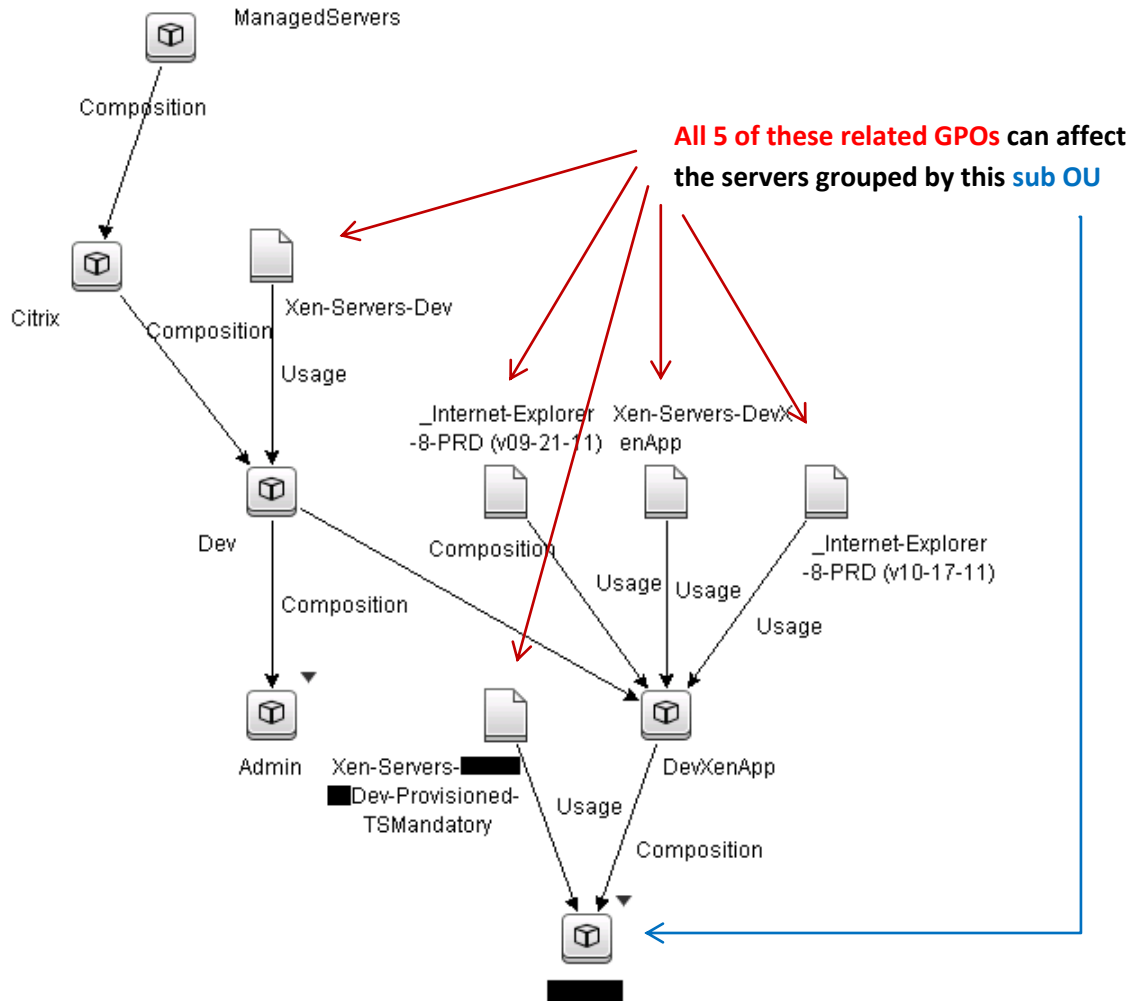 ManagedServers
Composition
All 5 of these related GPOs can affect
the servers grouped by this sub OU
Citrix
Composition
Xen-Servers-Dev
Usage
_Internet-Explorer
-8-PRD (v09-21-11)
Xen-Servers-DevX
enApp
Dev
Composition
_Internet-Explorer
-8-PRD (v10-17-11)
Usage
Usage
Composition
Usage
Admin
Xen-Servers-
Dev-Provisioned-
TSMandatory
DevXenApp
Usage
Composition